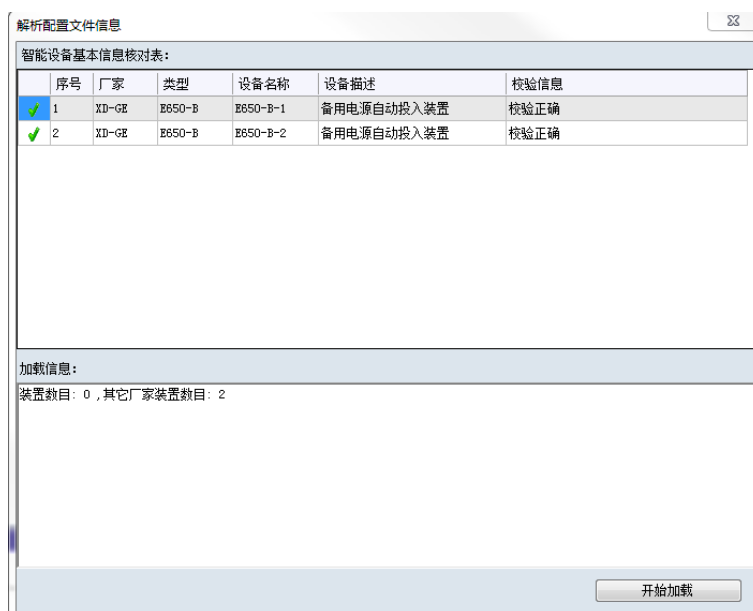 解析配置文件信息
智能设备基本信息核对表:
序号 厂家 类型 设备名称 设备描述 校验信息
1 XD-GE E650-B E650-B-1 备用电源自动投入装置 校验正确
2 XD-GE E650-B E650-B-2 备用电源自动投入装置 校验正确
加载信息:
装置数目: 0 ,其它厂家装置数目: 2
开始加载